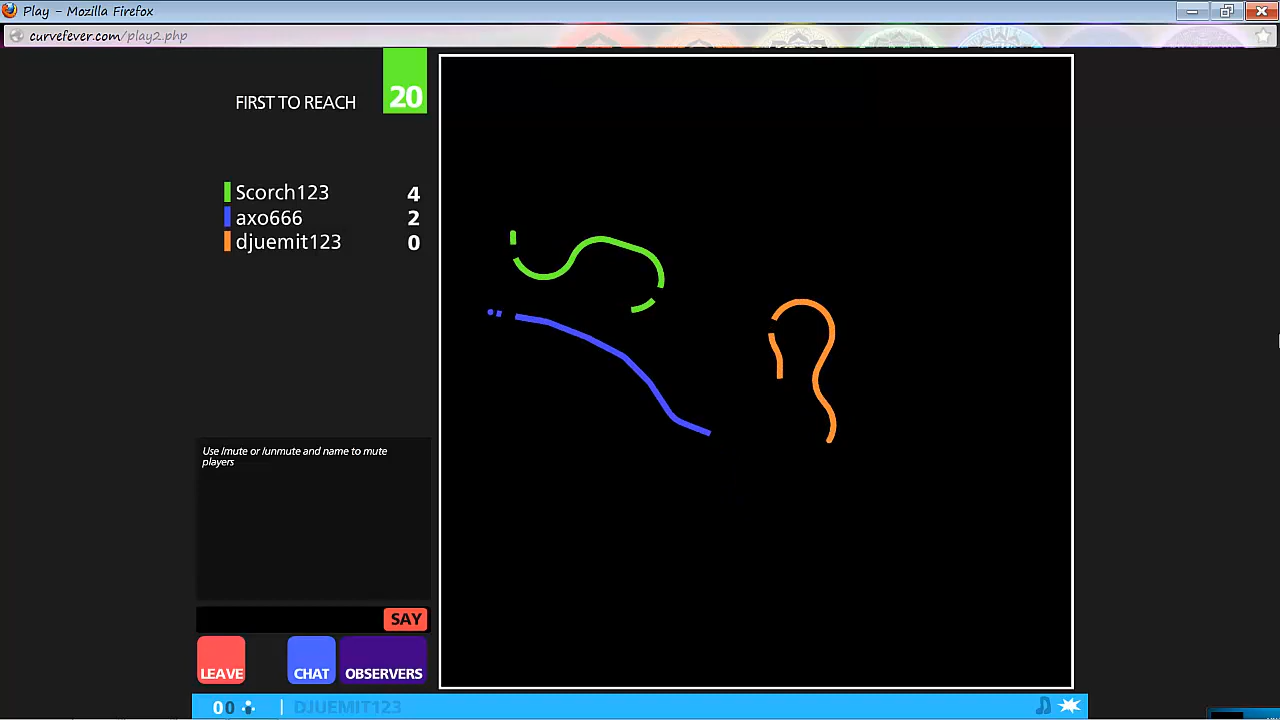 Play - Mozilla Firefox
curvefever.com/play2.php
FIRST TO REACH 20
Scorch123 4
axo666 2
djuemit123 0
Use /mute or /unmute and name to mute
players
SAY
LEAVE CHAT OBSERVERS
00 | DJUEMIT123